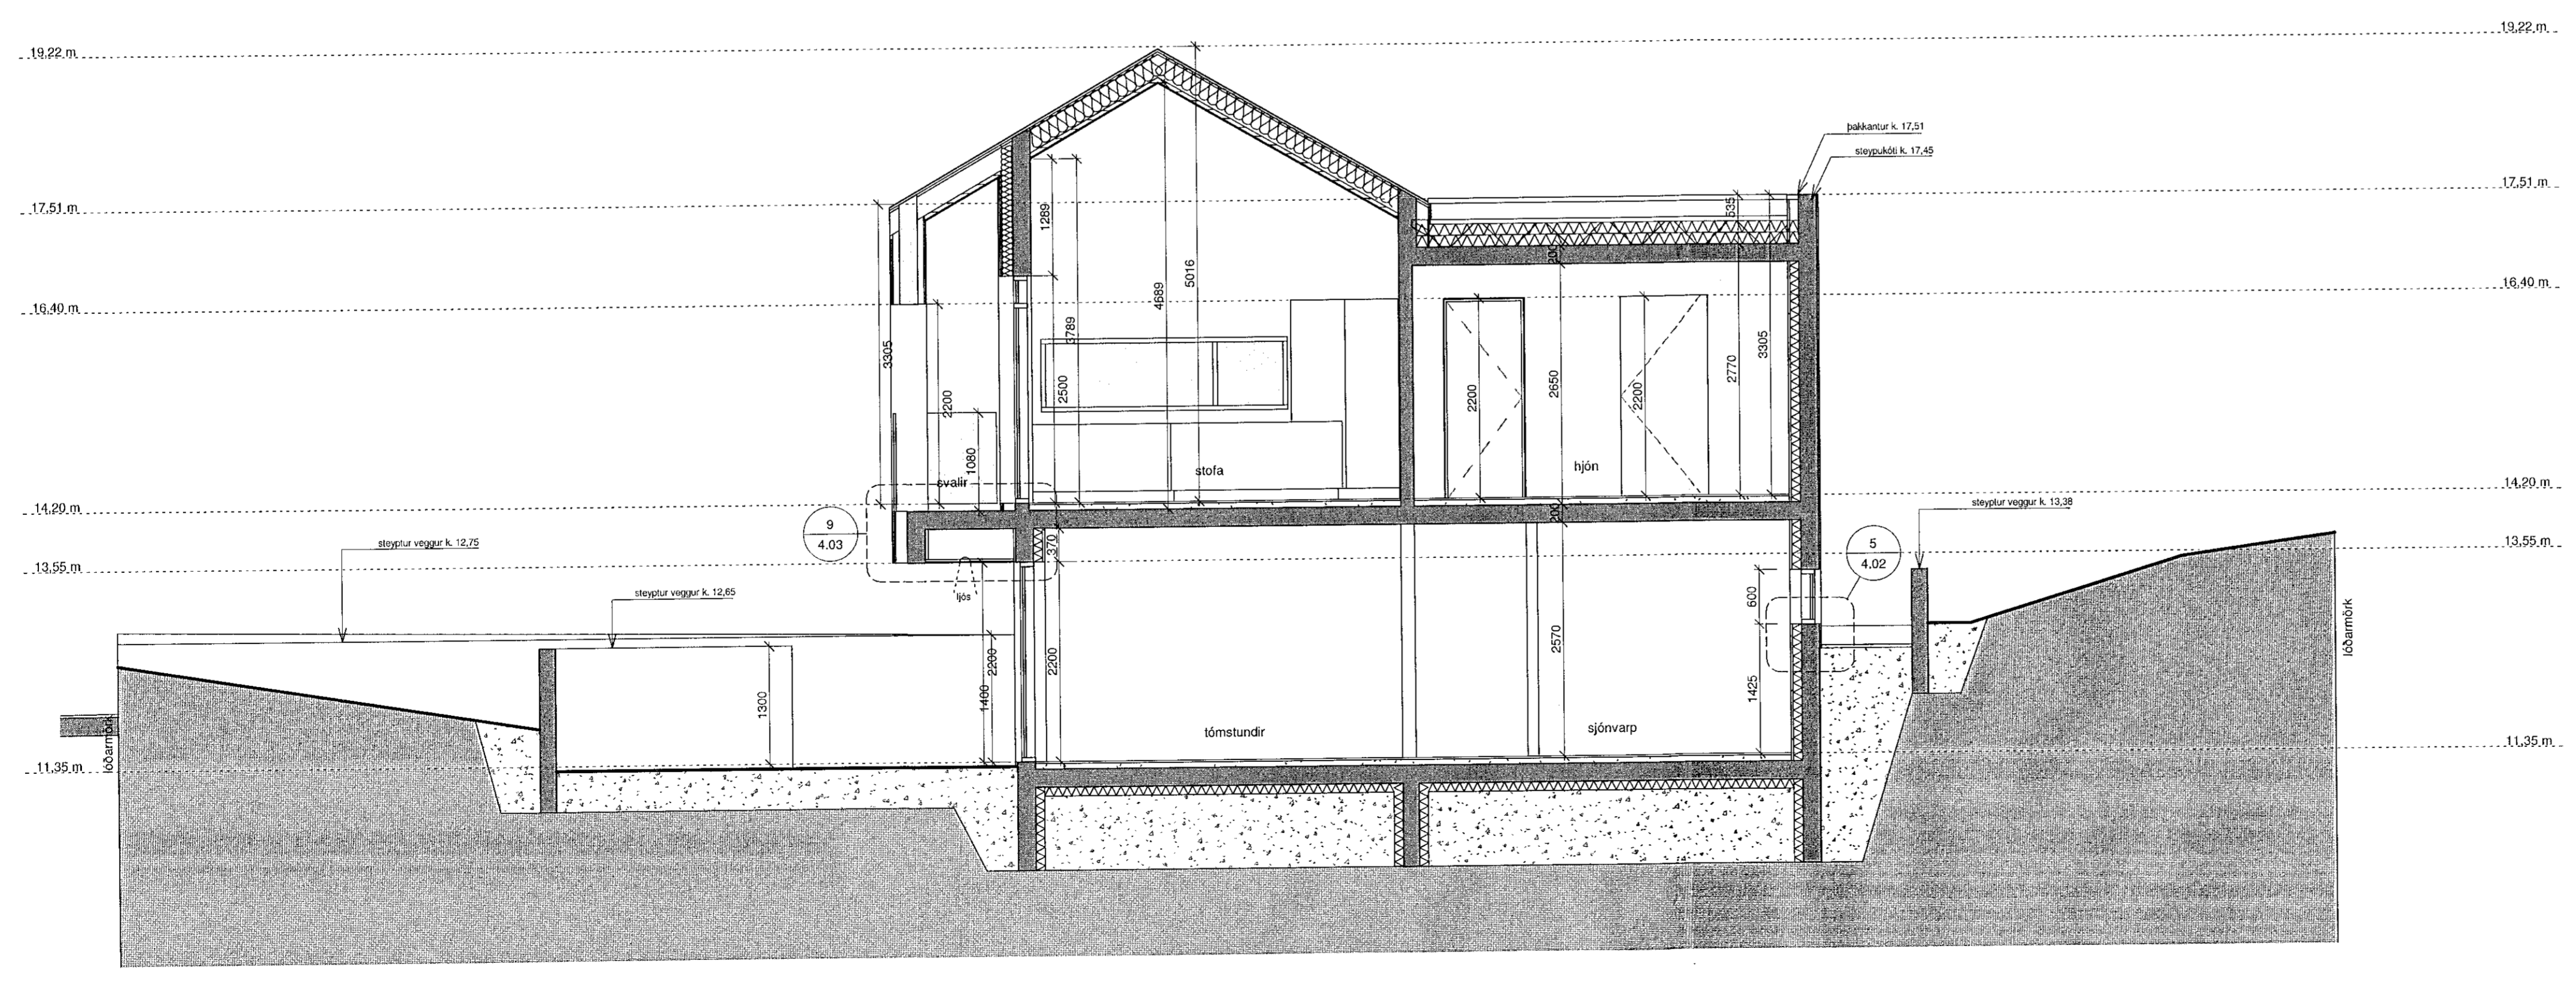 19,22 m
19,22 m
þakkantur k. 17,51
steypukóti k. 17,45
17,51 m
17,51 m
535
1289
200
5016
4689
16,40 m
16,40 m
3789
3305
3305
2770
2650
2500
2200
2200
2200
1080
svalir
stofa
hjón
14,20 m
14,20 m
steyptur veggur k. 13,38
200
9
4.03
5
4.02
steyptur veggur k. 12,75
370
13,55 m
13,55 m
steyptur veggur k. 12,65
ljós
600
lóðarmörk
2570
2200
2200
1400
1300
1425
tómstundir
sjónvarp
lóðarmörk
11,35 m
11,35 m